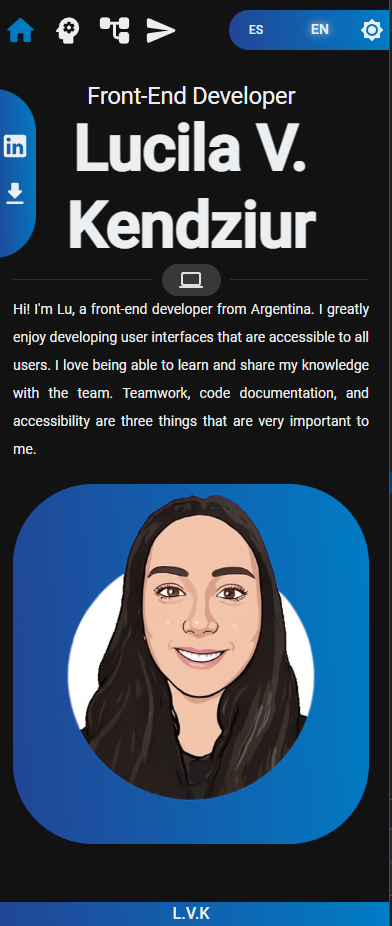 ES
EN
Front-End Developer
Lucila V.
Kendziur
in
Hi! I'm Lu, a front-end developer from Argentina. I greatly
enjoy developing user interfaces that are accessible to all
users. I love being able to learn and share my knowledge
with the team. Teamwork, code documentation, and
accessibility are three things that are very important to
me.
L.V.K